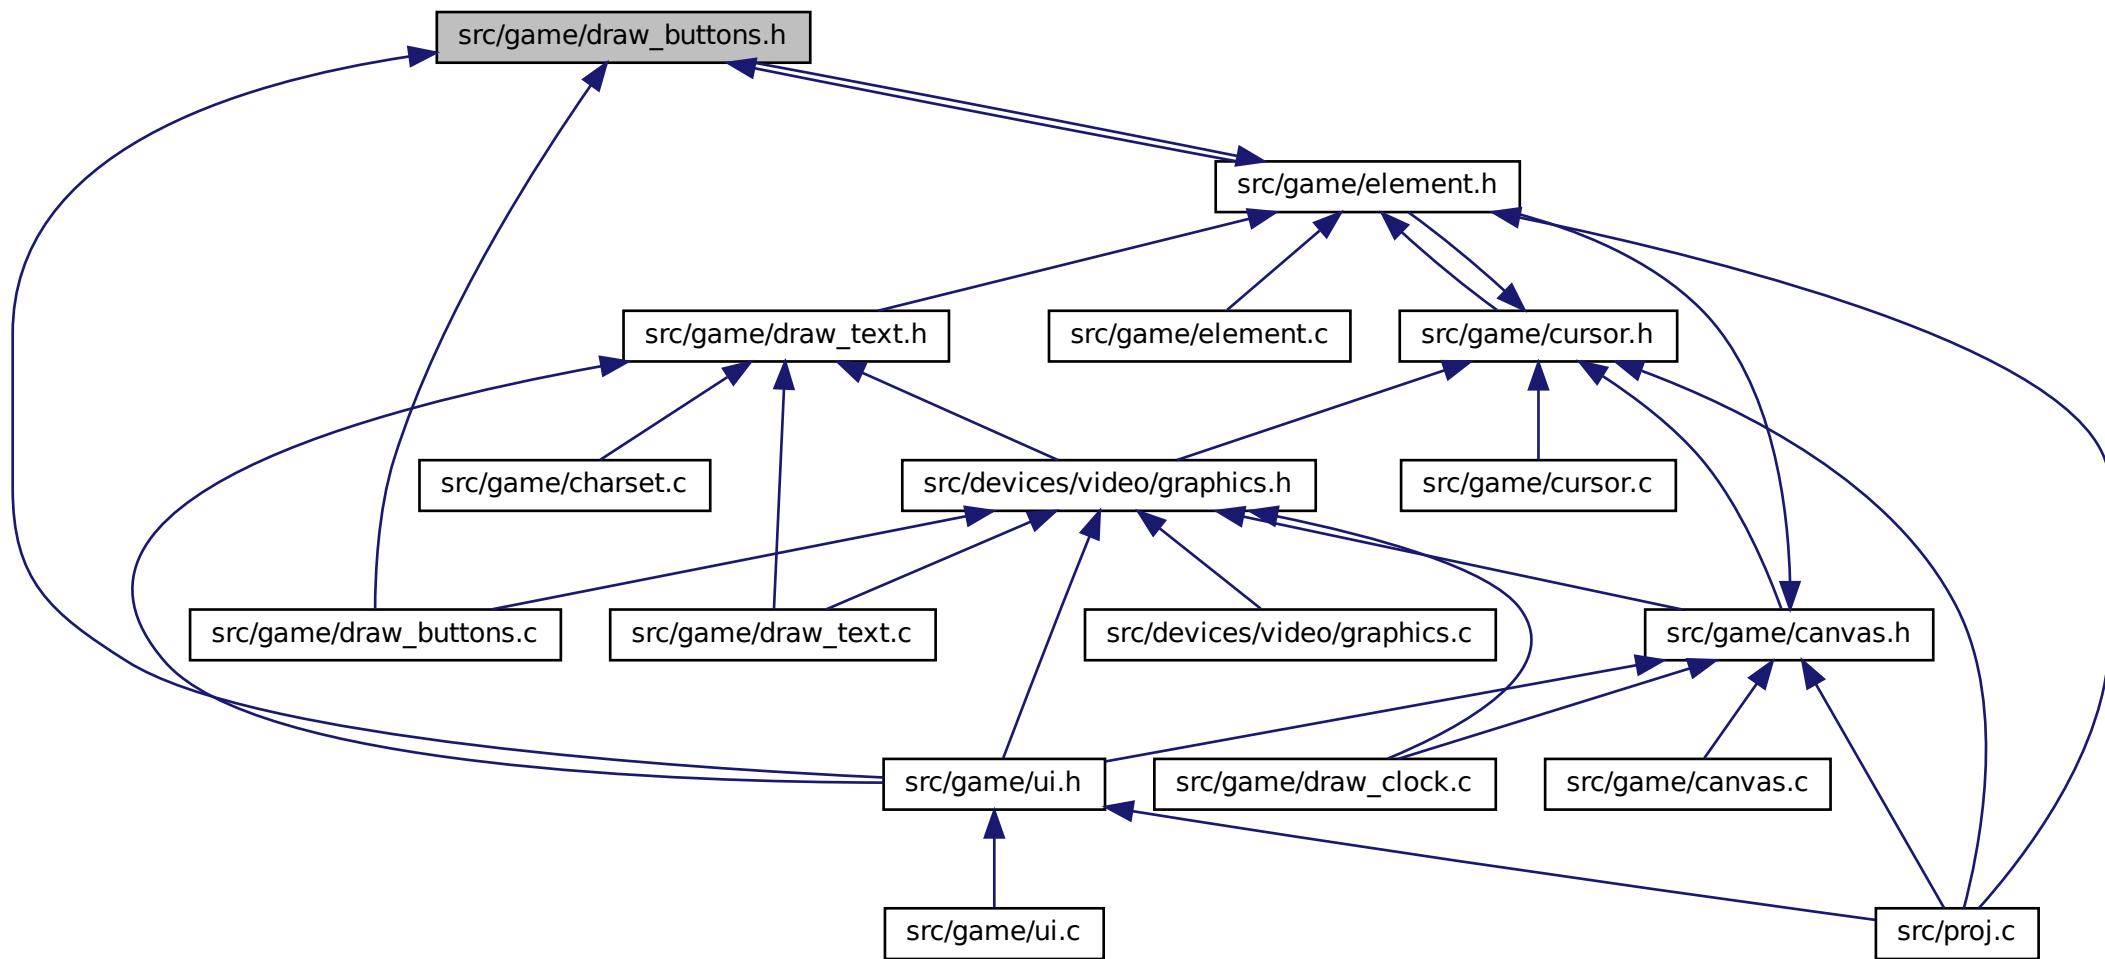 src/game/draw_buttons.h
src/game/element.h
src/game/draw_text.h
src/game/element.c
src/game/cursor.h
src/game/charset.c
src/devices/video/graphics.h
src/game/cursor.c
src/game/draw_buttons.c
src/game/draw_text.c
src/devices/video/graphics.c
src/game/canvas.h
src/game/ui.h
src/game/draw_clock.c
src/game/canvas.c
src/game/ui.c
src/proj.c